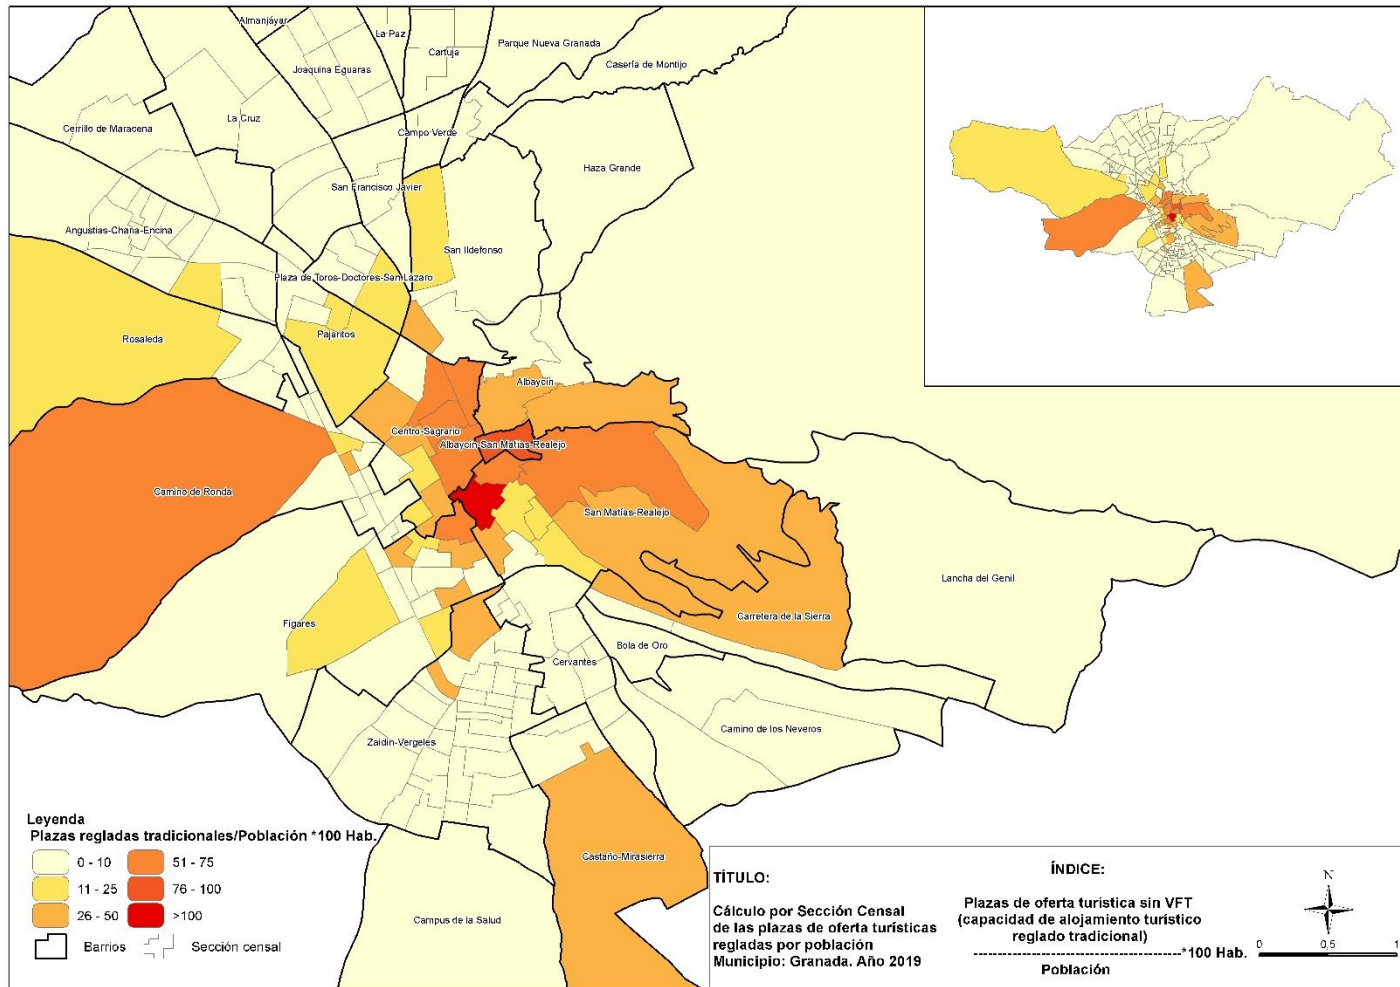 Almanjáyar
La Paz
Cartuja
Parque Nueva Granada
Joaquina Eguaras
Casería de Montijo
La Cruz
Cerrillo de Maracena
Campo Verde
Haza Grande
San Francisco Javier
Angustias-Chana-Encina
San Ildefonso
Plaza de Toros-Doctores-San Lázaro
Rosaleda
Pajaritos
Albaycín
Centro-Sagrario
Albaycín-San Matías-Realejo
Camino de Ronda
San Matías-Realejo
Lancha del Genil
Carretera de la Sierra
Figares
Bola de Oro
Cervantes
Camino de los Neveros
Zaidín-Vergeles
Castaño-Mirasierra
Campus de la Salud
Leyenda
Plazas regladas tradicionales/Población *100 Hab.
0 - 10
51 - 75
11 - 25
76 - 100
26 - 50
>100
Barrios
Sección censal
TÍTULO:
Cálculo por Sección Censal
de las plazas de oferta turísticas
regladas por población
Municipio: Granada. Año 2019
ÍNDICE:
Plazas de oferta turística sin VFT
(capacidad de alojamiento turístico
reglado tradicional)
-----------------------------------*100 Hab.
Población
N
0 0,5 1